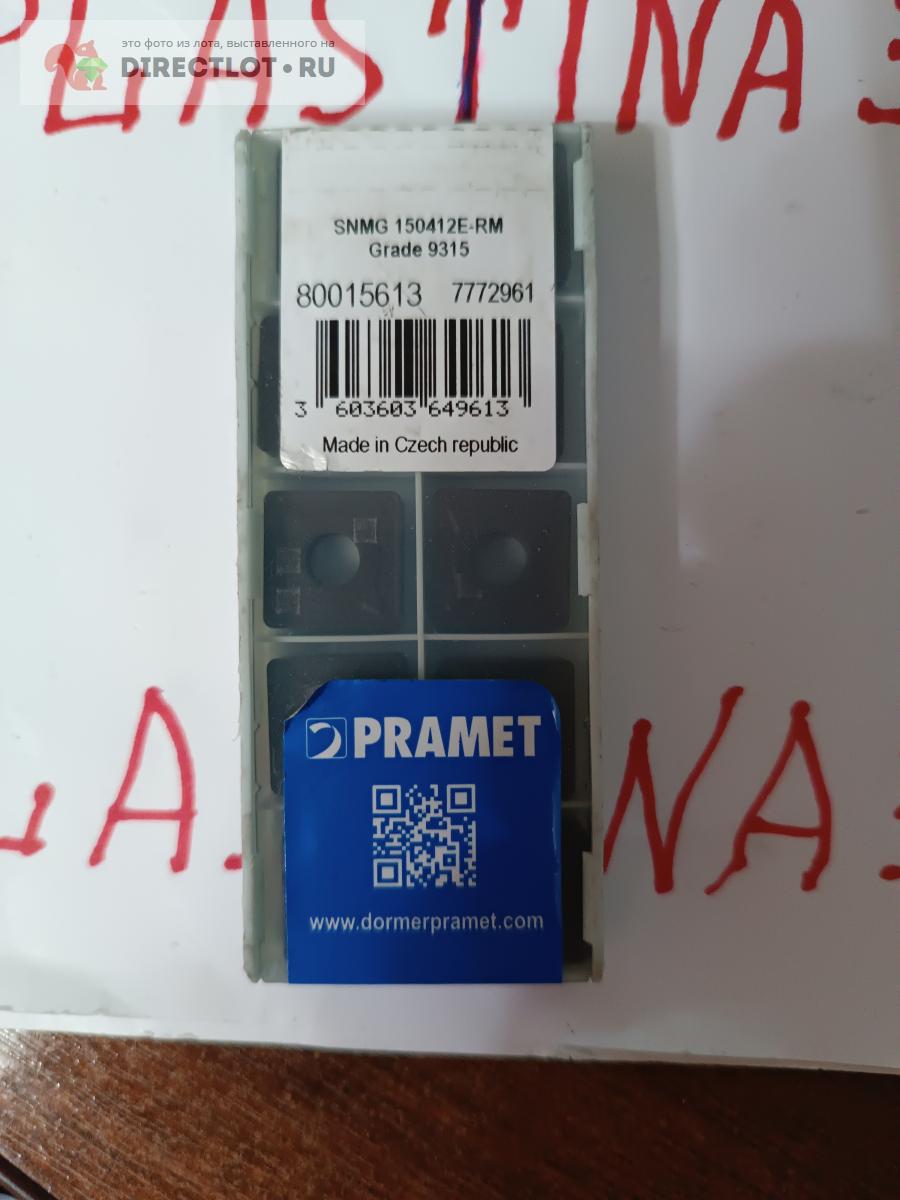 PLASTINA
это фото из лота, выставленного на
DIRECTLOT.RU
SNMG 150412E-RM
Grade 9315
80015613 7772961
3 603603 649613
Made in Czech republic
PRAMET
www.dormerpramet.com